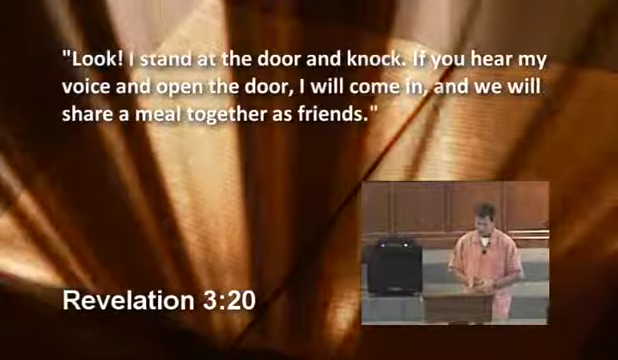 "Look! I stand at the door and knock. If you hear my
voice and open the door, I will come in, and we will
share a meal together as friends."
Revelation 3:20